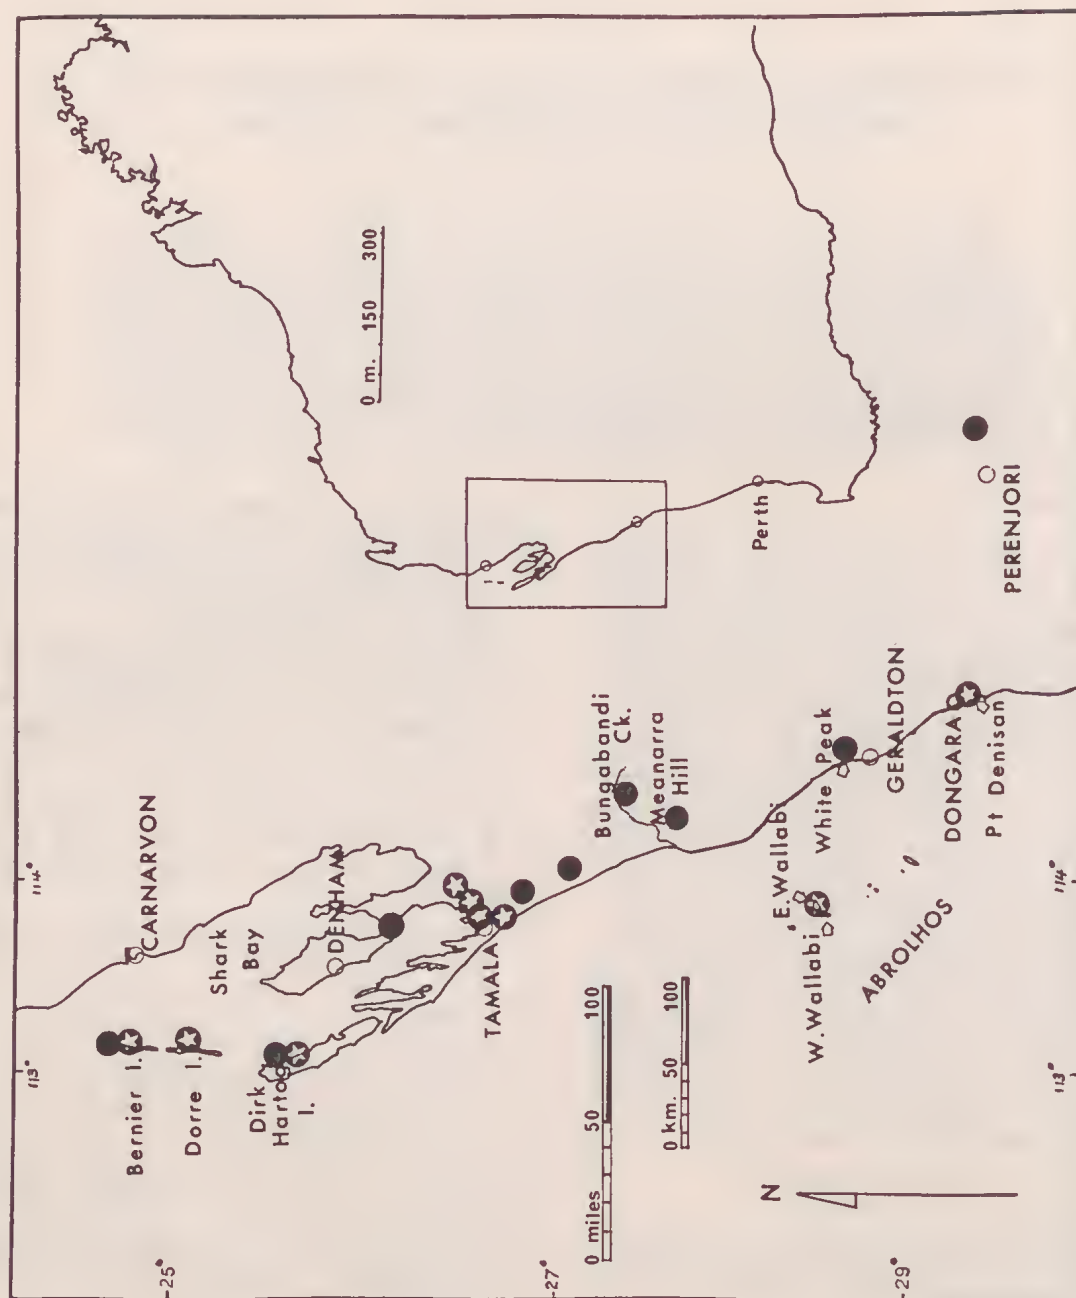 0 m. 150 300
Perth
CARNARVON
Shark
Bay
DENHAM
Bernier I.
Dorre I.
Dirk
Hartog
I.
TAMALA
Bungabandi
Ck.
Meanarra
Hill
White Peak
GERALDTON
E. Wallabi
W. Wallabi
ABROLHOS
DONGARA
Pt Denisan
PERENJORI
0 miles 50 100
0 km. 50 100
N
113°
114°
113°
114°
-25°
-27°
-29°